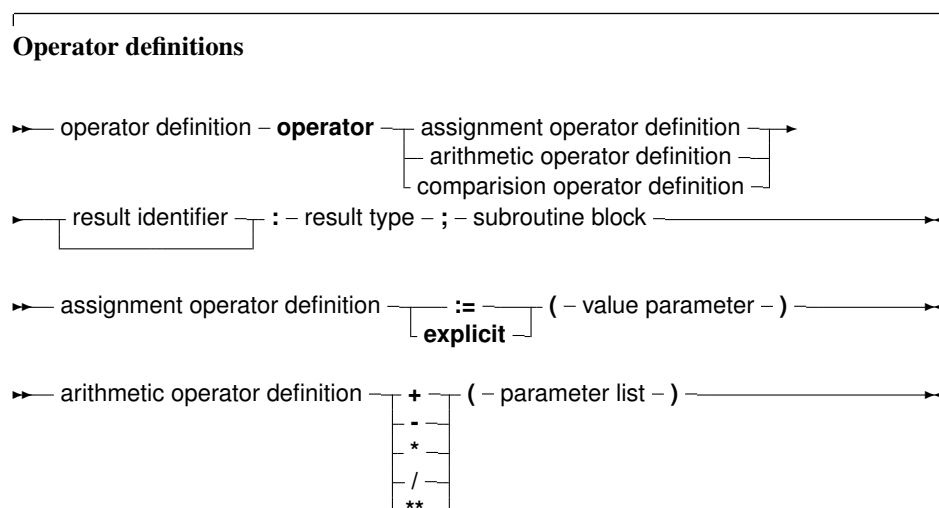 Operator definitions
operator definition operator assignment operator definition
arithmetic operator definition
comparision operator definition
result identifier : result type ; subroutine block
assignment operator definition := ( value parameter )
explicit
arithmetic operator definition + ( parameter list )
-
*
/
**